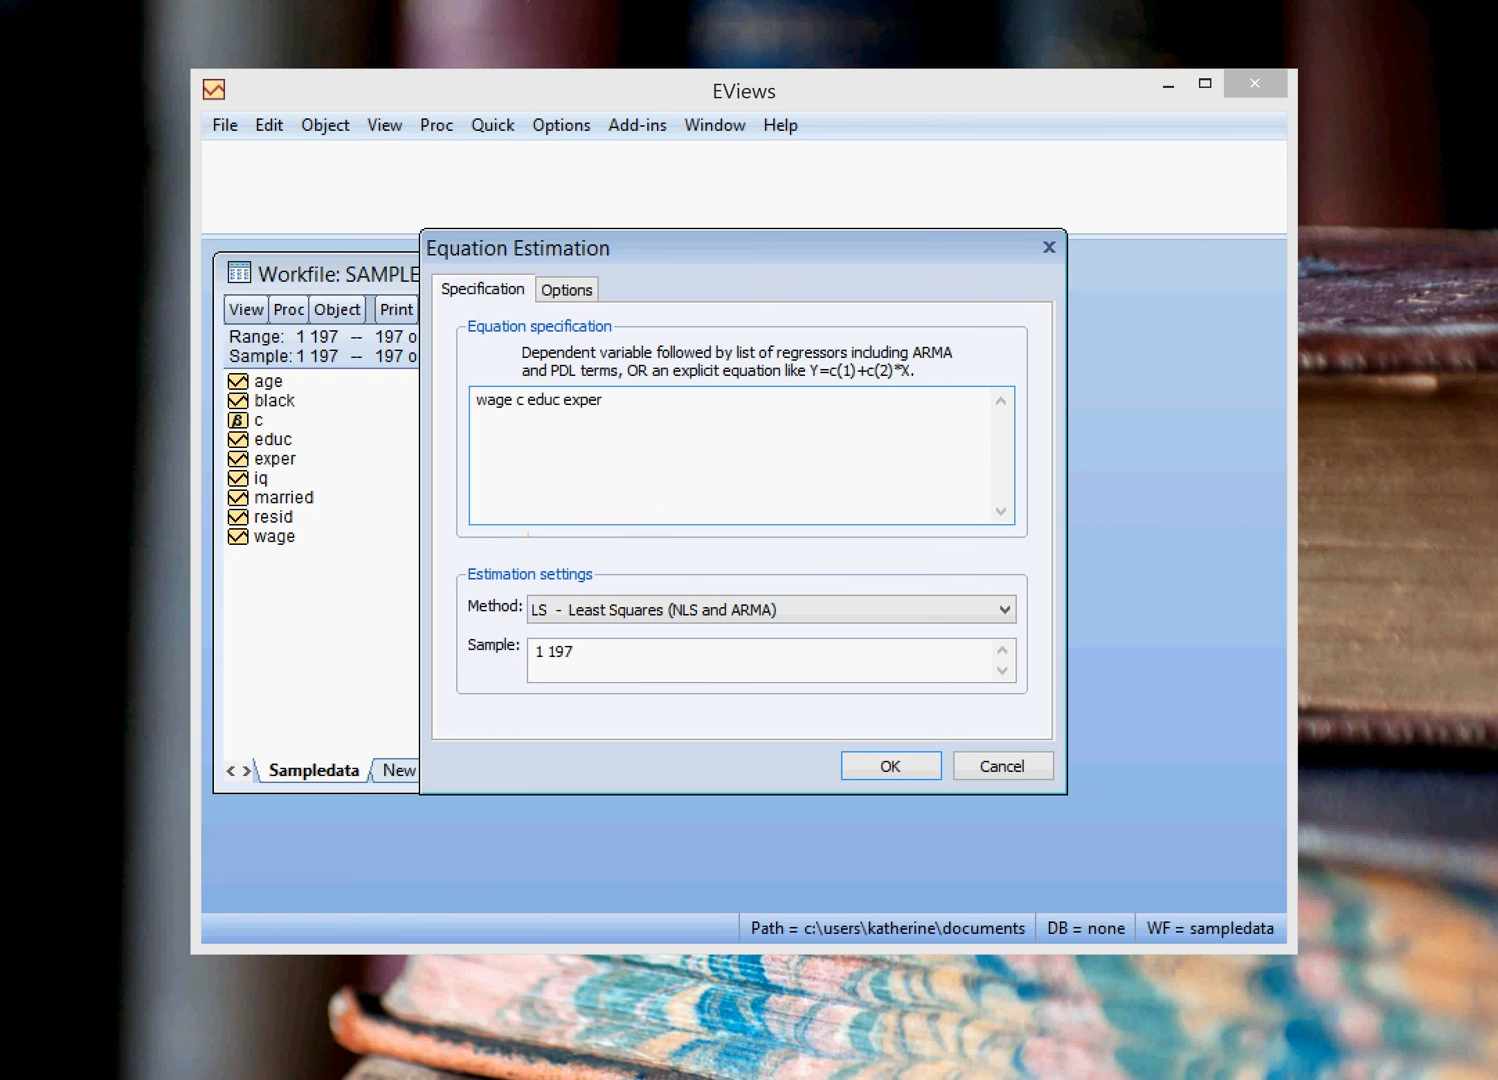 EViews
File Edit Object View Proc Quick Options Add-ins Window Help
Equation Estimation
Workfile: SAMPLE
Specification Options
View Proc Object Print
Equation specification
Range: 1 197 -- 197 o
Sample: 1 197 -- 197 o
Dependent variable followed by list of regressors including ARMA
and PDL terms, OR an explicit equation like Y=c(1)+c(2)*X.
wage c educ exper
age
black
β c
educ
exper
iq
married
resid
wage
Estimation settings
Method: LS - Least Squares (NLS and ARMA)
Sample: 1 197
OK Cancel
< > Sampledata New
Path = c:\users\katherine\documents DB = none WF = sampledata